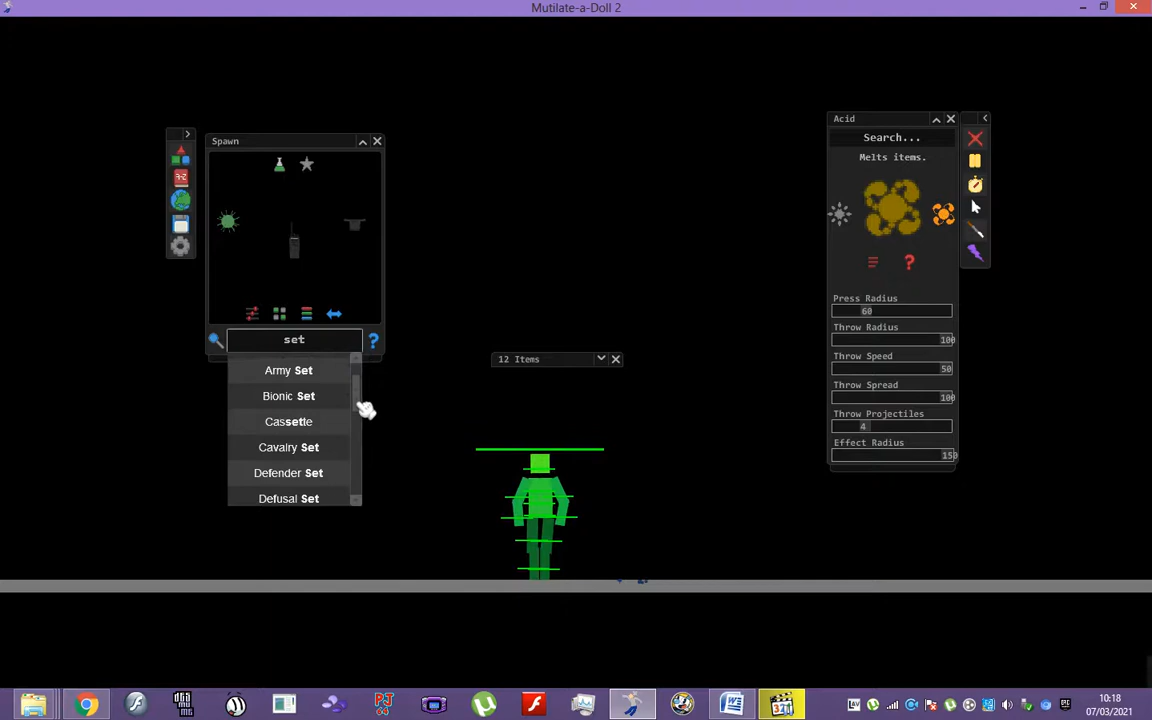 Mutilate-a-Doll 2
Spawn
set
Army Set
Bionic Set
Cassette
Cavalry Set
Defender Set
Defusal Set
12 Items
Acid
Search...
Melts items.
Press Radius
60
Throw Radius
100
Throw Speed
50
Throw Spread
100
Throw Projectiles
4
Effect Radius
150
10:18
07/03/2021